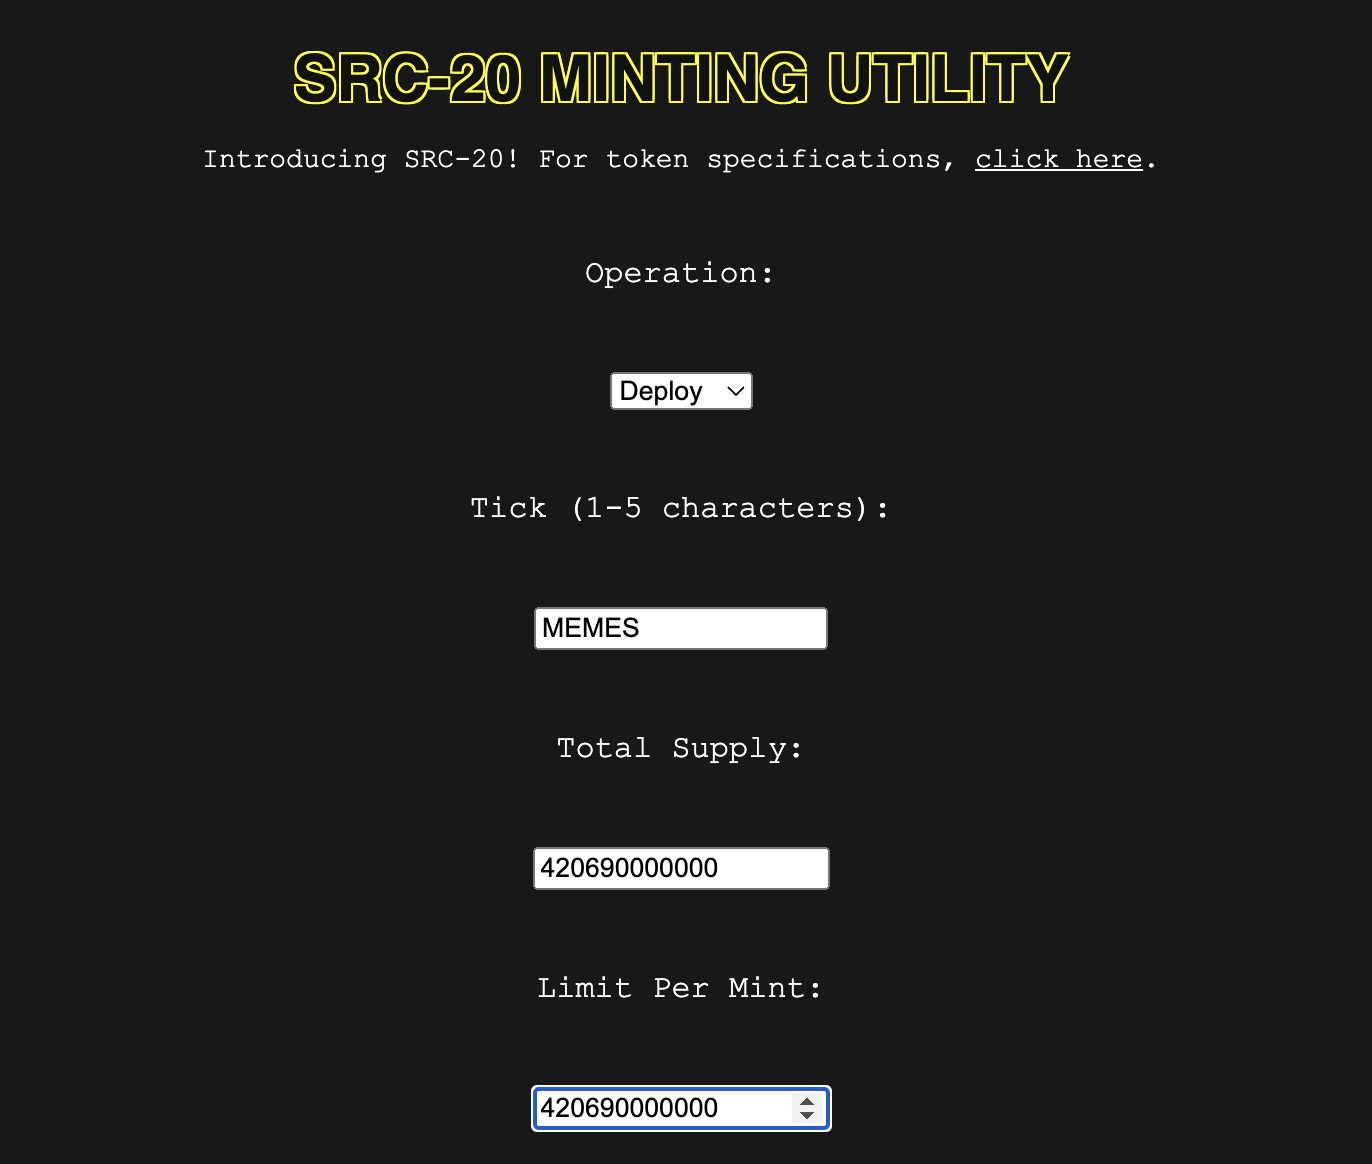 SRC-20 MINTING UTILITY
Introducing SRC-20! For token specifications, click here.
Operation:
Deploy
Tick (1-5 characters):
MEMES
Total Supply:
420690000000
Limit Per Mint:
420690000000